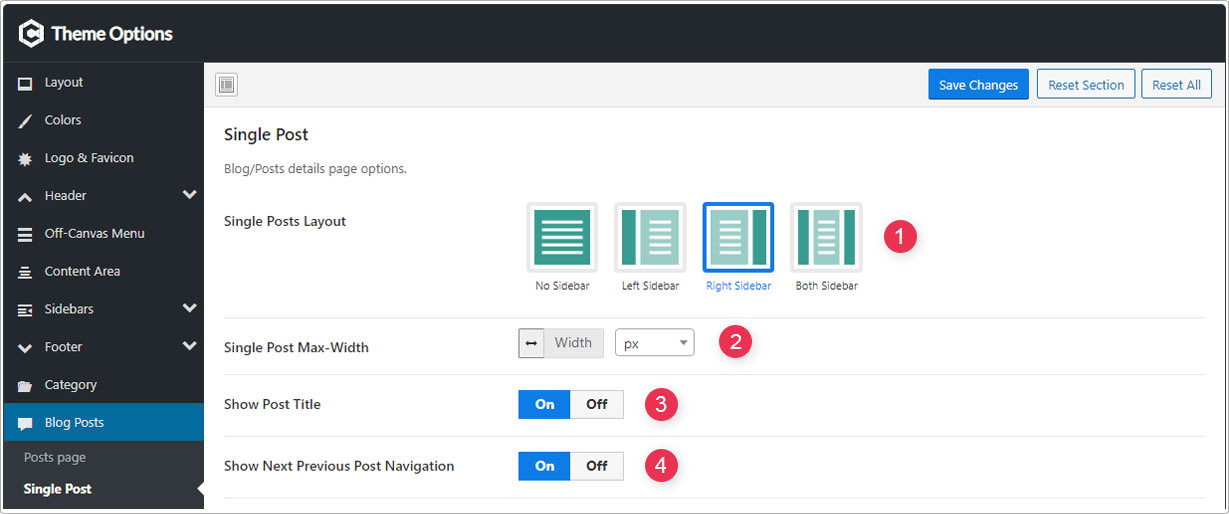 Theme Options
Layout
Colors
Logo & Favicon
Header
Off-Canvas Menu
Content Area
Sidebars
Footer
Category
Blog Posts
Posts page
Single Post
Save Changes Reset Section Reset All
Single Post
Blog/Posts details page options.
Single Posts Layout
No Sidebar Left Sidebar Right Sidebar Both Sidebar
1
Single Post Max-Width Width px 2
Show Post Title On Off 3
Show Next Previous Post Navigation On Off 4